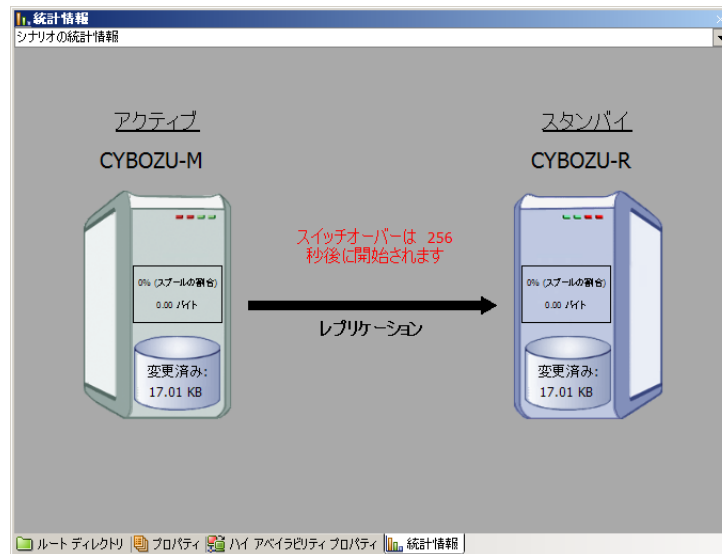 統計情報
シナリオの統計情報
アクティブ
スタンバイ
CYBOZU-M
CYBOZU-R
スイッチオーバーは 256
秒後に開始されます
0% (スプールの割合)
0.00 バイト
0% (スプールの割合)
0.00 バイト
レプリケーション
変更済み:
17.01 KB
変更済み:
17.01 KB
ルート ディレクトリ プロパティ ハイ アベイラビリティ プロパティ 統計情報